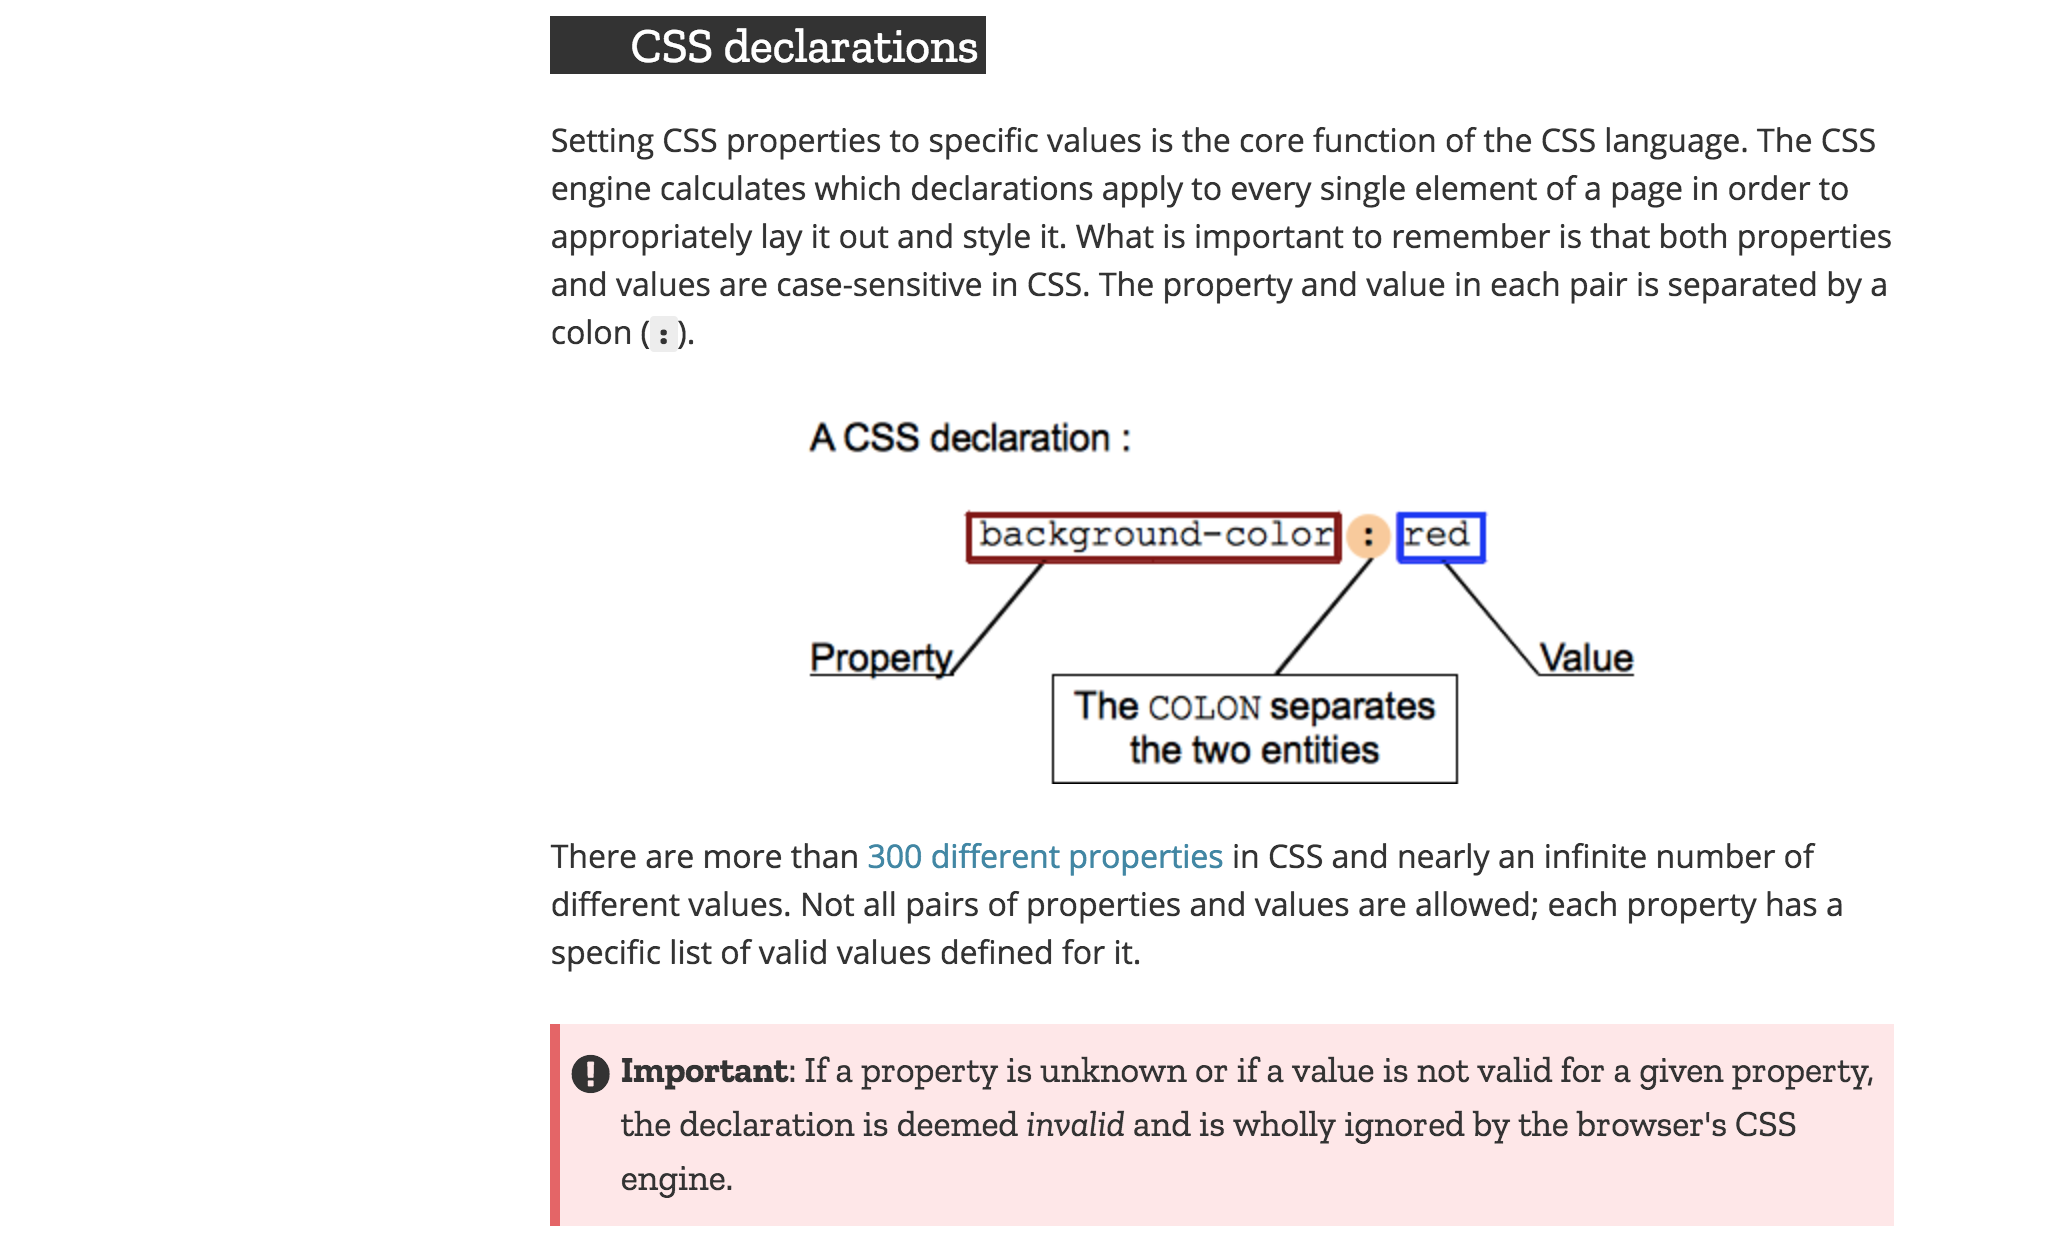 CSS declarations
Setting CSS properties to specific values is the core function of the CSS language. The CSS
engine calculates which declarations apply to every single element of a page in order to
appropriately lay it out and style it. What is important to remember is that both properties
and values are case-sensitive in CSS. The property and value in each pair is separated by a
colon (:).
A CSS declaration :
background-color : red
Property
Value
The COLON separates
the two entities
There are more than 300 different properties in CSS and nearly an infinite number of
different values. Not all pairs of properties and values are allowed; each property has a
specific list of valid values defined for it.
Important: If a property is unknown or if a value is not valid for a given property,
the declaration is deemed invalid and is wholly ignored by the browser's CSS
engine.